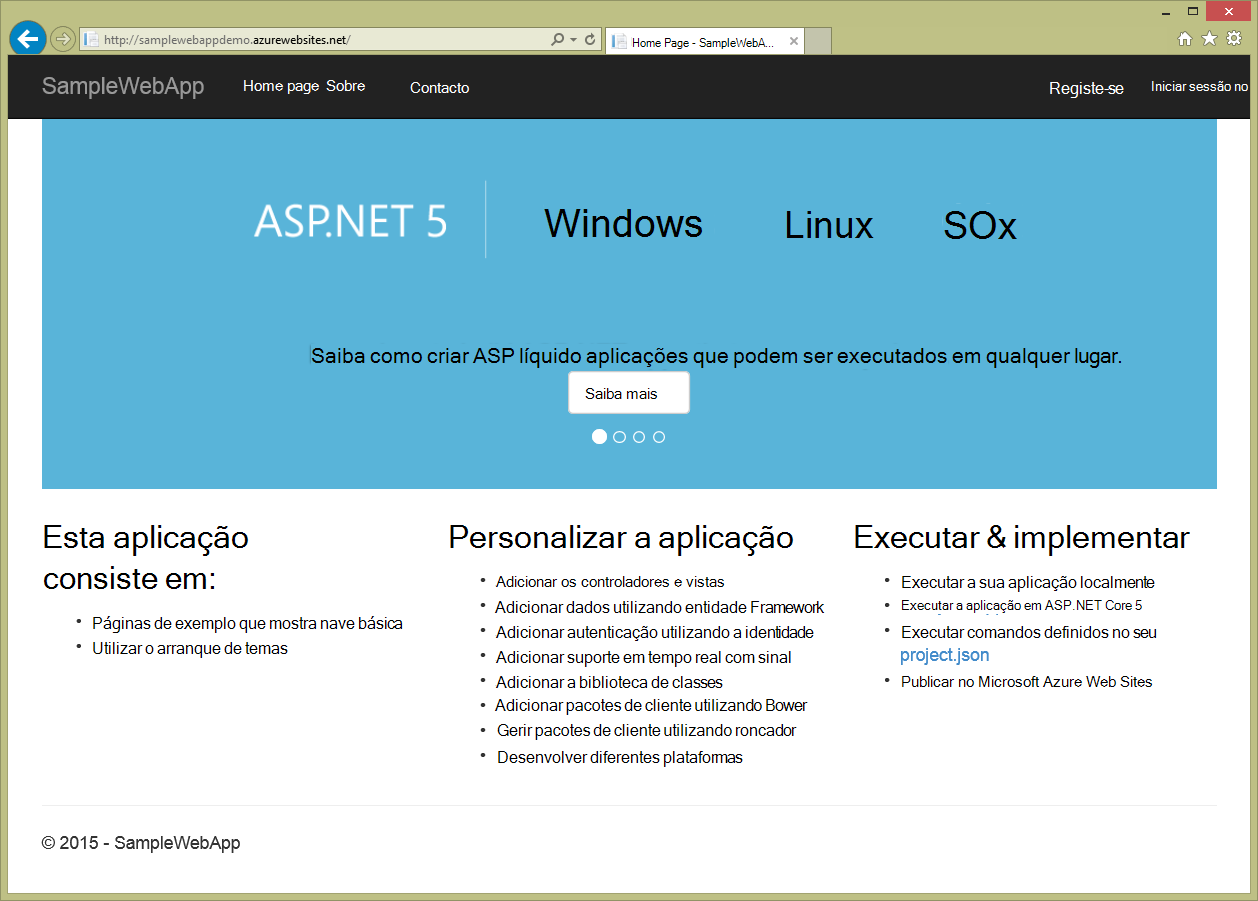 http://samplewebappdemo.azurewebsites.net/
Home Page - SampleWebA...
SampleWebApp Home page Sobre Contacto Registe-se Iniciar sessão no
ASP.NET 5 Windows Linux SOx
Saiba como criar ASP líquido aplicações que podem ser executados em qualquer lugar.
Saiba mais
Esta aplicação
consiste em:
• Páginas de exemplo que mostra nave básica
• Utilizar o arranque de temas
Personalizar a aplicação
• Adicionar os controladores e vistas
• Adicionar dados utilizando entidade Framework
• Adicionar autenticação utilizando a identidade
• Adicionar suporte em tempo real com sinal
• Adicionar a biblioteca de classes
• Adicionar pacotes de cliente utilizando Bower
• Gerir pacotes de cliente utilizando roncador
• Desenvolver diferentes plataformas
Executar & implementar
• Executar a sua aplicação localmente
• Executar a aplicação em ASP.NET Core 5
• Executar comandos definidos no seu
project.json
• Publicar no Microsoft Azure Web Sites
© 2015 - SampleWebApp